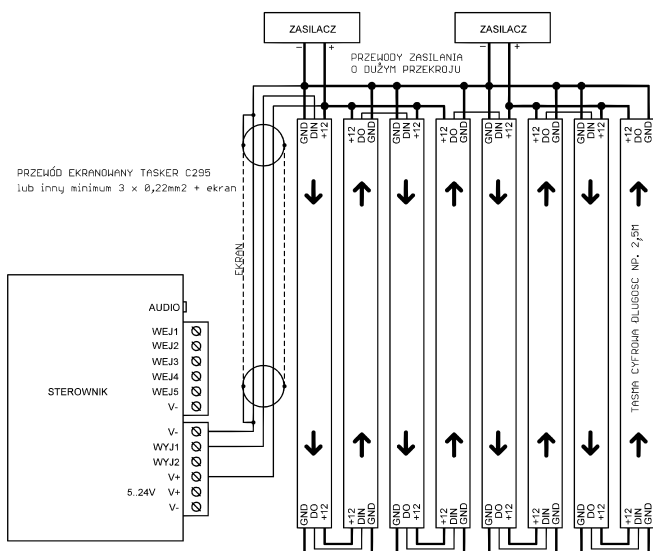 ZASILACZ
ZASILACZ
– +
– +
PRZEWODY ZASILANIA
O DUŻYM PRZEKROJU
GND DIN +12
+12 DO GND
GND DIN +12
+12 DO GND
GND DIN +12
+12 DO GND
GND DIN +12
+12 DO GND
PRZEWÓD EKRANOWANY TASKER C295
lub inny minimum 3 x 0,22mm2 + ekran
EKRAN
TASMA CYFROWA DLUGOSC NP. 2,5M
AUDIO
WEJ1
WEJ2
WEJ3
WEJ4
WEJ5
V-
STEROWNIK
V-
WYJ1
WYJ2
V+
5..24V V+
V-
GND DO +12
+12 DIN GND
GND DO +12
+12 DIN GND
GND DO +12
+12 DIN GND
GND DO +12
+12 DIN GND